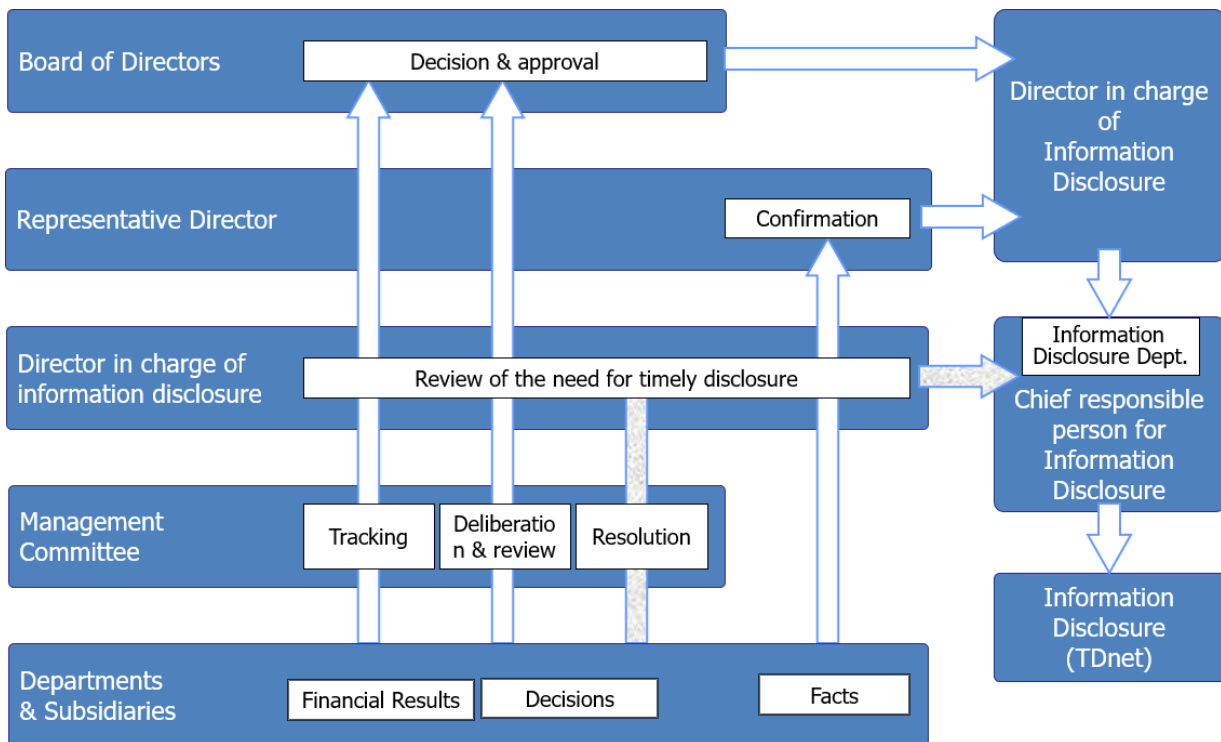 Board of Directors
Decision & approval
Director in charge
of
Information
Disclosure
Representative Director
Confirmation
Director in charge of
information disclosure
Review of the need for timely disclosure
Information
Disclosure Dept.
Chief responsible
person for
Information
Disclosure
Management
Committee
Tracking
Deliberatio
n & review
Resolution
Information
Disclosure
(TDnet)
Departments
& Subsidiaries
Financial Results
Decisions
Facts